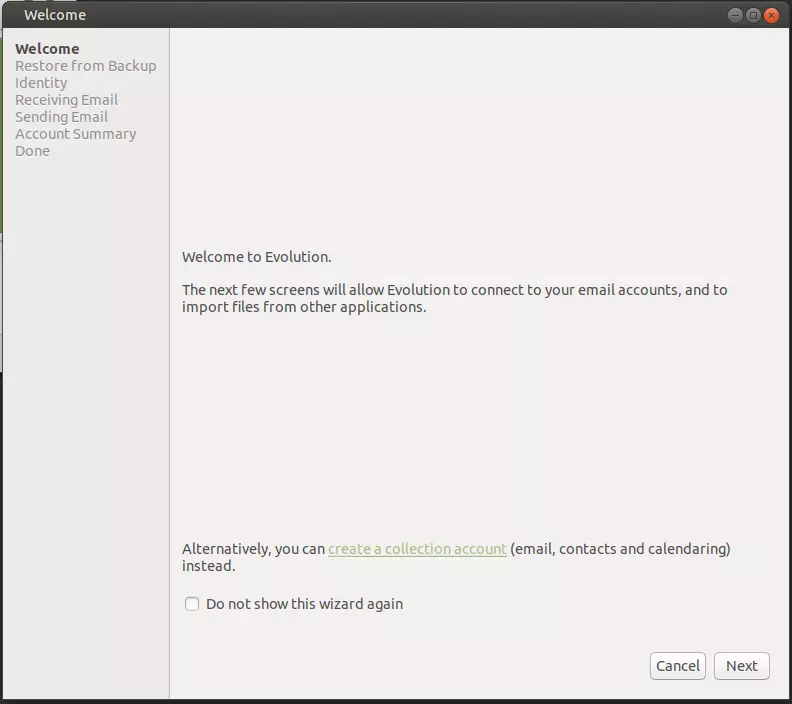 Welcome
Welcome
Restore from Backup
Identity
Receiving Email
Sending Email
Account Summary
Done
Welcome to Evolution.
The next few screens will allow Evolution to connect to your email accounts, and to
import files from other applications.
Alternatively, you can create a collection account (email, contacts and calendaring)
instead.
Do not show this wizard again
Cancel
Next